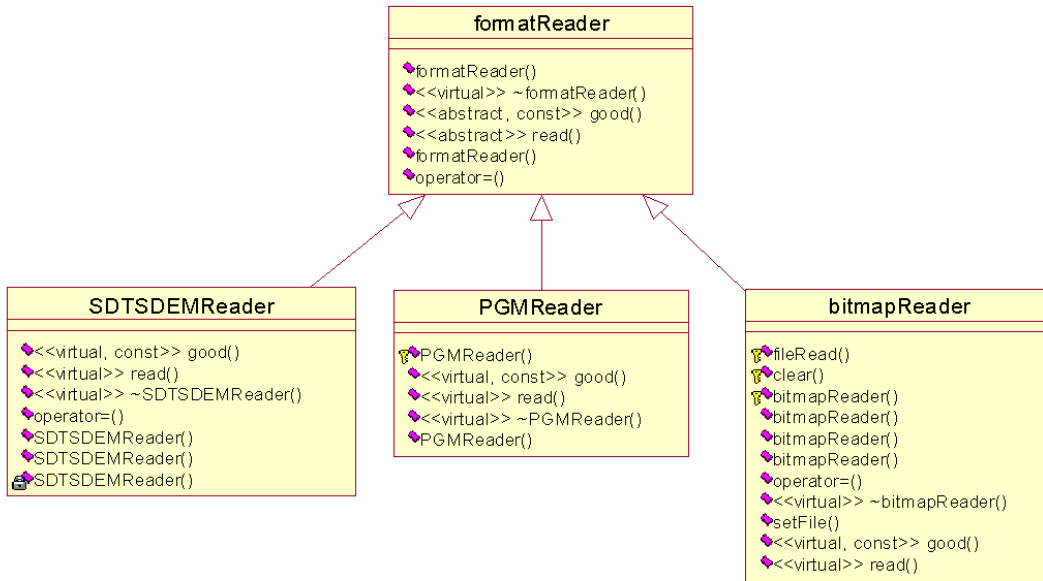 formatReader
formatReader()
<<virtual>> ~formatReader()
<<abstract, const>> good()
<<abstract>> read()
formatReader()
operator=()
SDTSDEMReader
<<virtual, const>> good()
<<virtual>> read()
<<virtual>> ~SDTSDEMReader()
operator=()
SDTSDEMReader()
SDTSDEMReader()
SDTSDEMReader()
PGMReader
PGMReader()
<<virtual, const>> good()
<<virtual>> read()
<<virtual>> ~PGMReader()
PGMReader()
bitmapReader
fileRead()
clear()
bitmapReader()
bitmapReader()
bitmapReader()
bitmapReader()
operator=()
<<virtual>> ~bitmapReader()
setFile()
<<virtual, const>> good()
<<virtual>> read()